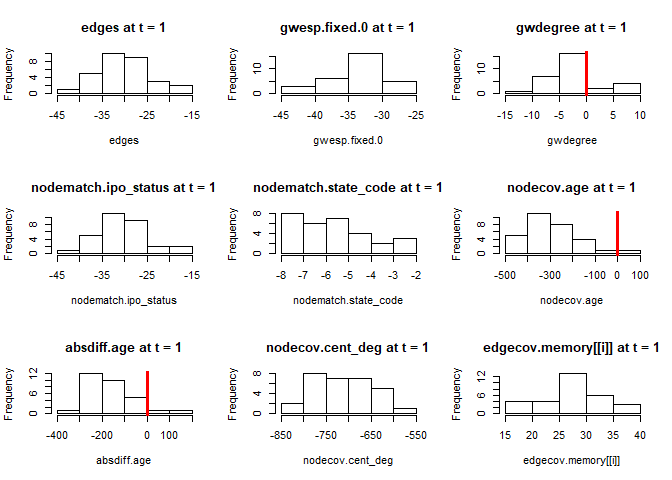 edges at t = 1
Frequency
0 4 8
-45 -35 -25 -15
edges
gwesp.fixed.0 at t = 1
Frequency
0 10
-45 -40 -35 -30 -25
gwesp.fixed.0
gwdegree at t = 1
Frequency
0 10
-15 -10 -5 0 5 10
gwdegree
nodematch.ipo_status at t = 1
Frequency
0 4 8
-45 -35 -25 -15
nodematch.ipo_status
nodematch.state_code at t = 1
Frequency
0 4 8
-8 -7 -6 -5 -4 -3 -2
nodematch.state_code
nodecov.age at t = 1
Frequency
0 4 8
-500 -300 -100 0 100
nodecov.age
absdiff.age at t = 1
Frequency
0 6 12
-400 -200 0 100
absdiff.age
nodecov.cent_deg at t = 1
Frequency
0 4 8
-850 -750 -650 -550
nodecov.cent_deg
edgecov.memory[[i]] at t = 1
Frequency
0 6 12
15 20 25 30 35 40
edgecov.memory[[i]]